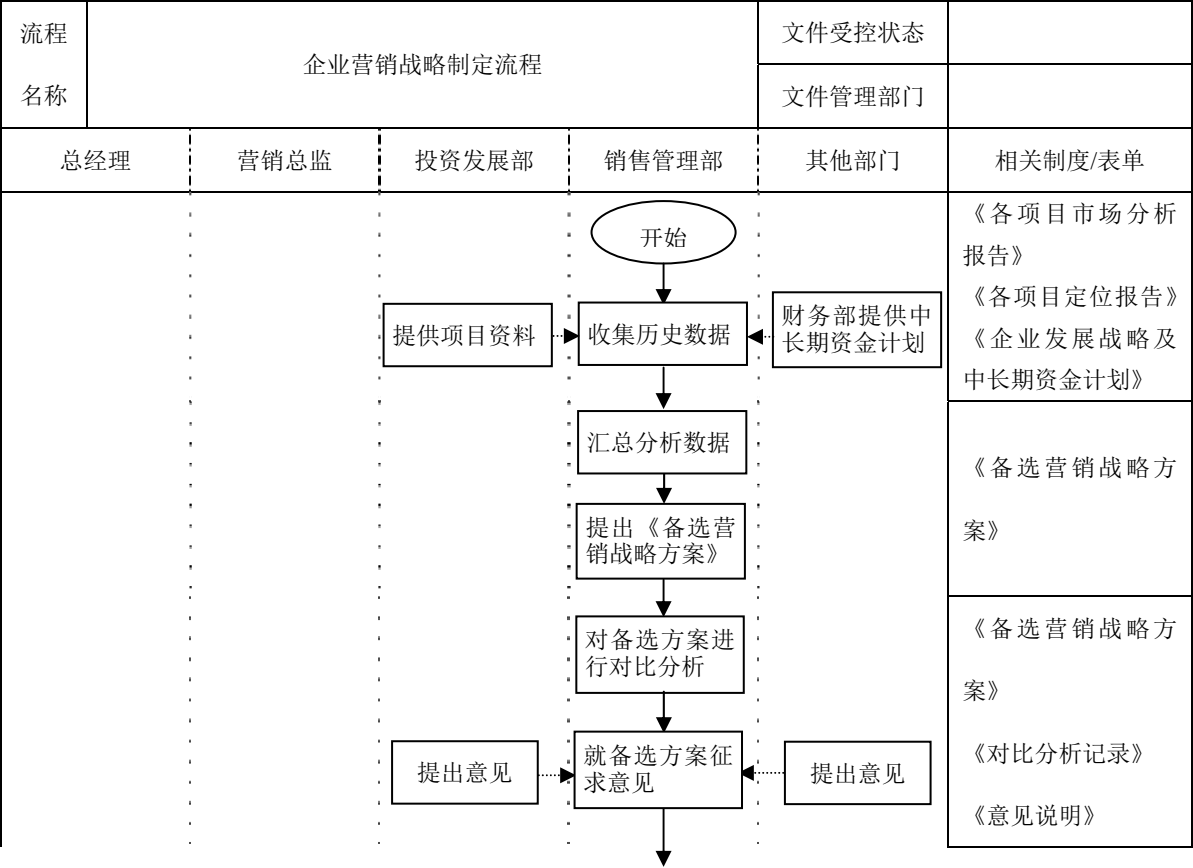 流程
名称
企业营销战略制定流程
文件受控状态
文件管理部门
总经理
营销总监
投资发展部
销售管理部
其他部门
相关制度/表单
开始
提供项目资料
收集历史数据
财务部提供中
长期资金计划
汇总分析数据
提出《备选营
销战略方案》
对备选方案进
行对比分析
提出意见
就备选方案征
求意见
提出意见
《各项目市场分析
报告》
《各项目定位报告》
《企业发展战略及
中长期资金计划》
《备选营销战略方
案》
《备选营销战略方
案》
《对比分析记录》
《意见说明》